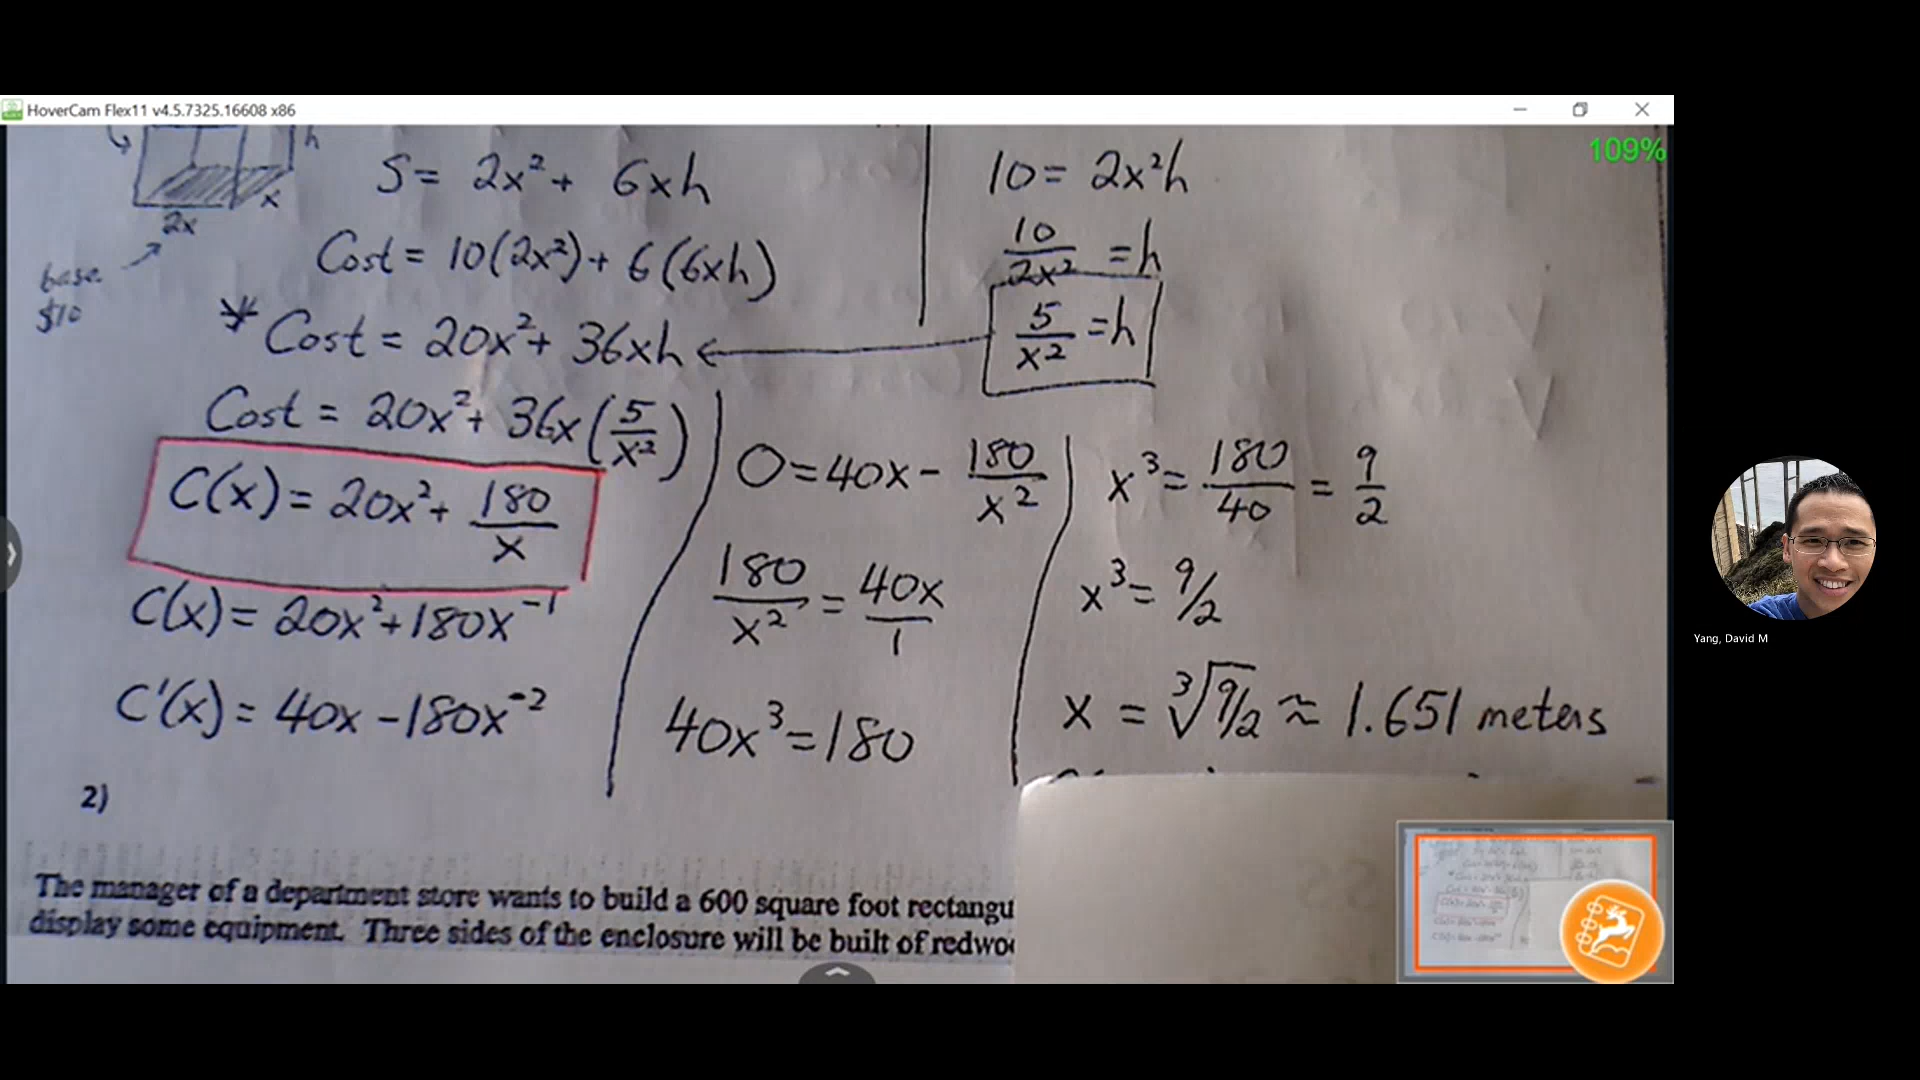 HoverCam Flex11 v4.5.7325.16608 x86
109%
h
x
2x
base
$10
S = 2x² + 6xh
Cost = 10(2x²) + 6(6xh)
* Cost = 20x² + 36xh
Cost = 20x² + 36x(5/x²)
C(x) = 20x² + 180/x
C(x) = 20x² + 180x⁻¹
C'(x) = 40x - 180x⁻²
10 = 2x²h
10/2x² = h
5/x² = h
0 = 40x - 180/x²
180/x² = 40x/1
40x³ = 180
x³ = 180/40 = 9/2
x³ = 9/2
x = ³√9/2 ≈ 1.651 meters
2)
The manager of a department store wants to build a 600 square foot rectangu
display some equipment. Three sides of the enclosure will be built of redwo
Yang, David M